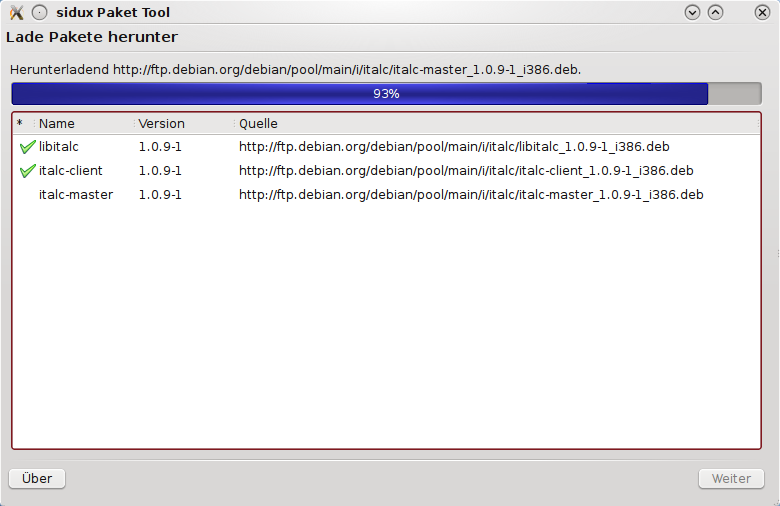 sidux Paket Tool
Lade Pakete herunter
Herunterladend http://ftp.debian.org/debian/pool/main/i/italc/italc-master_1.0.9-1_i386.deb.
93%
* Name Version Quelle
libitalc 1.0.9-1 http://ftp.debian.org/debian/pool/main/i/italc/libitalc_1.0.9-1_i386.deb
italc-client 1.0.9-1 http://ftp.debian.org/debian/pool/main/i/italc/italc-client_1.0.9-1_i386.deb
italc-master 1.0.9-1 http://ftp.debian.org/debian/pool/main/i/italc/italc-master_1.0.9-1_i386.deb
Über Weiter